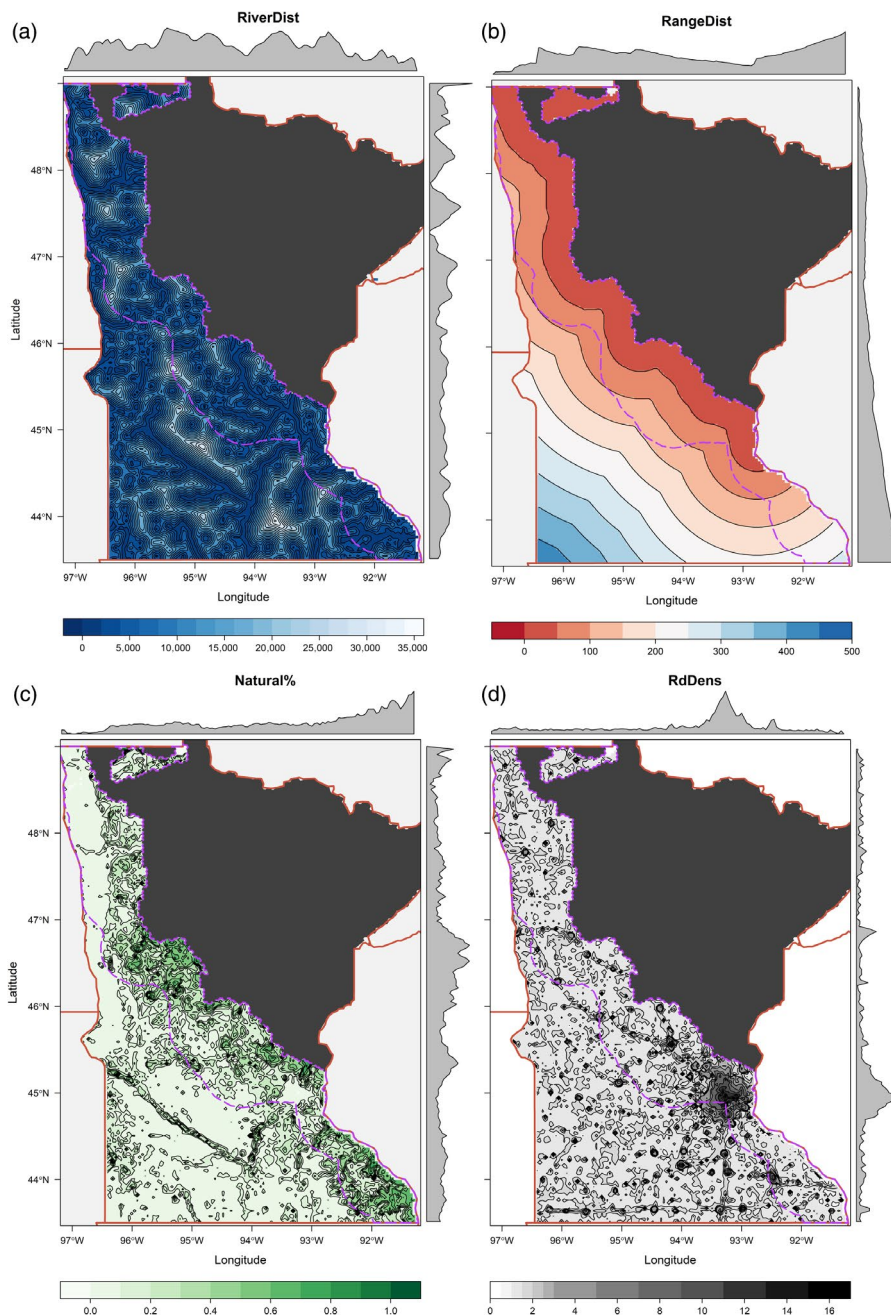 (a)
RiverDist
48°N
47°N
46°N
45°N
44°N
Latitude
97°W 96°W 95°W 94°W 93°W 92°W
Longitude
0 5,000 10,000 15,000 20,000 25,000 30,000 35,000
(b)
RangeDist
97°W 96°W 95°W 94°W 93°W 92°W
Longitude
0 100 200 300 400 500
(c)
Natural%
48°N
47°N
46°N
45°N
44°N
Latitude
97°W 96°W 95°W 94°W 93°W 92°W
Longitude
0.0 0.2 0.4 0.6 0.8 1.0
(d)
RdDens
97°W 96°W 95°W 94°W 93°W 92°W
Longitude
0 1 2 4 6 8 10 12 14 16